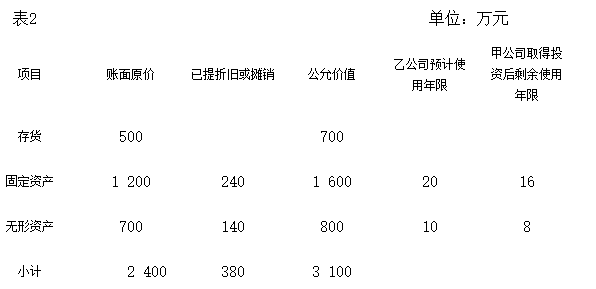 表2 单位：万元
项目 账面原价 已提折旧或摊销 公允价值 乙公司预计使用年限 甲公司取得投资后剩余使用年限
存货 500 700
固定资产 1 200 240 1 600 20 16
无形资产 700 140 800 10 8
小计 2 400 380 3 100